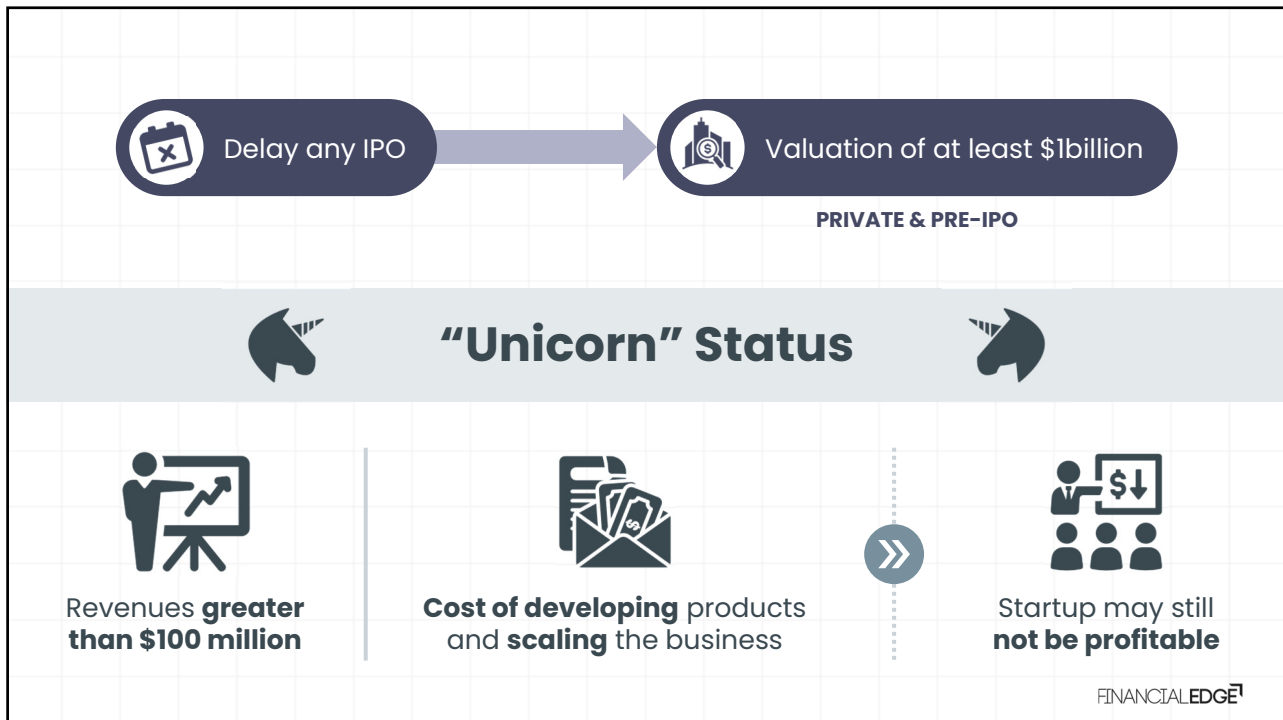 Delay any IPO
Valuation of at least $1billion
PRIVATE & PRE-IPO
“Unicorn” Status
$↓
Revenues greater
than $100 million
Cost of developing products
and scaling the business
Startup may still
not be profitable
FINANCIALEDGE